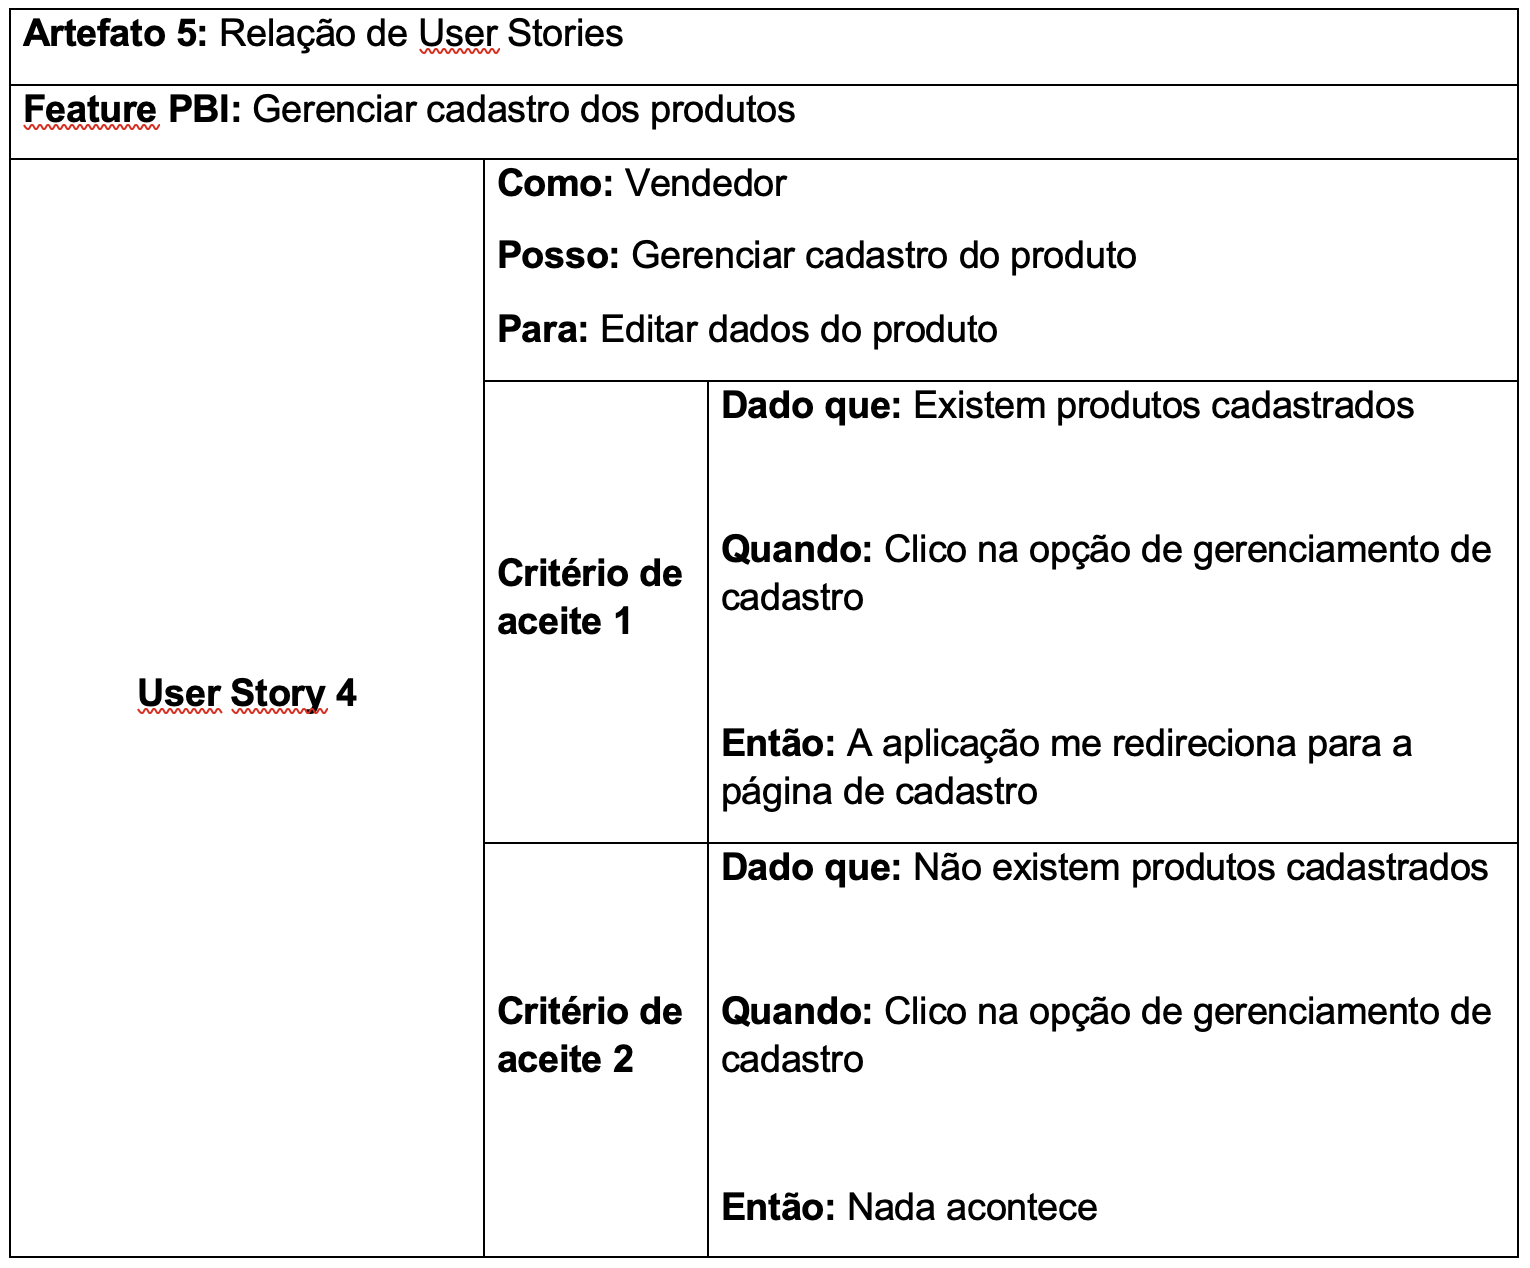 Artefato 5: Relação de User Stories
Feature PBI: Gerenciar cadastro dos produtos
User Story 4
Como: Vendedor
Posso: Gerenciar cadastro do produto
Para: Editar dados do produto
Critério de
aceite 1
Dado que: Existem produtos cadastrados
Quando: Clico na opção de gerenciamento de
cadastro
Então: A aplicação me redireciona para a
página de cadastro
Critério de
aceite 2
Dado que: Não existem produtos cadastrados
Quando: Clico na opção de gerenciamento de
cadastro
Então: Nada acontece